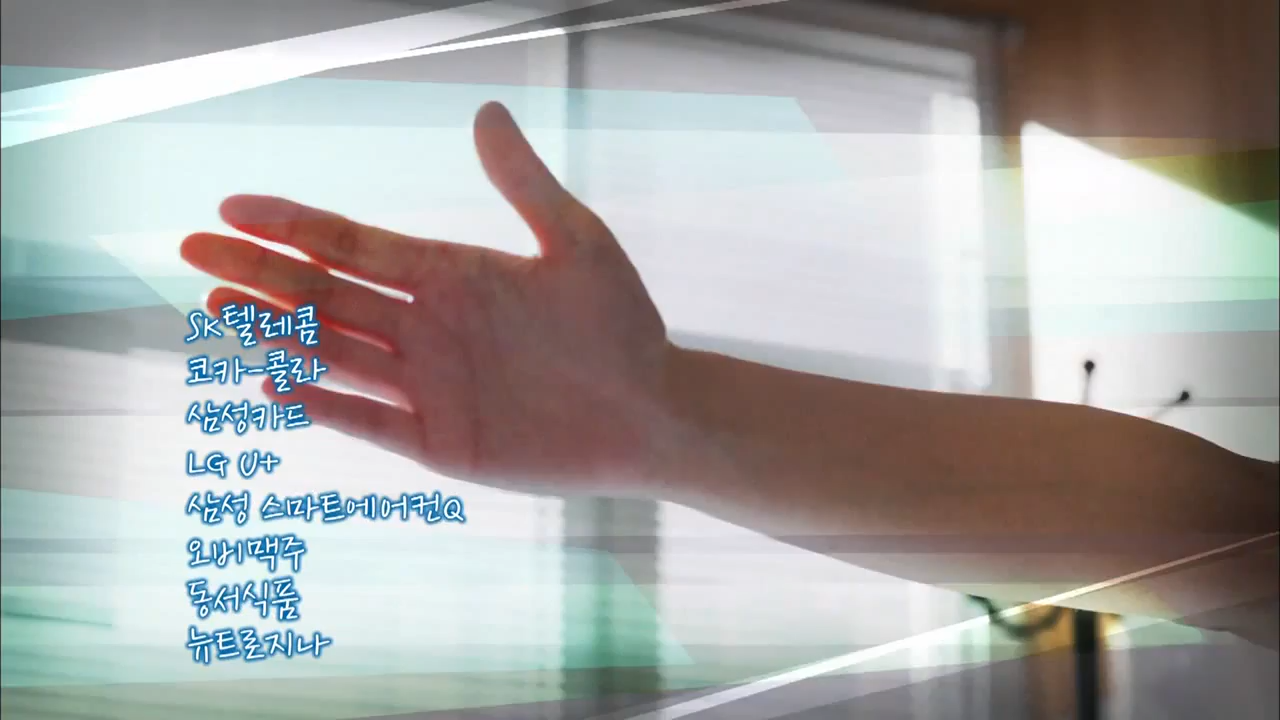 SK텔레콤
코카-콜라
삼성카드
LG U+
삼성 스마트에어컨Q
오비맥주
동서식품
뉴트로지나